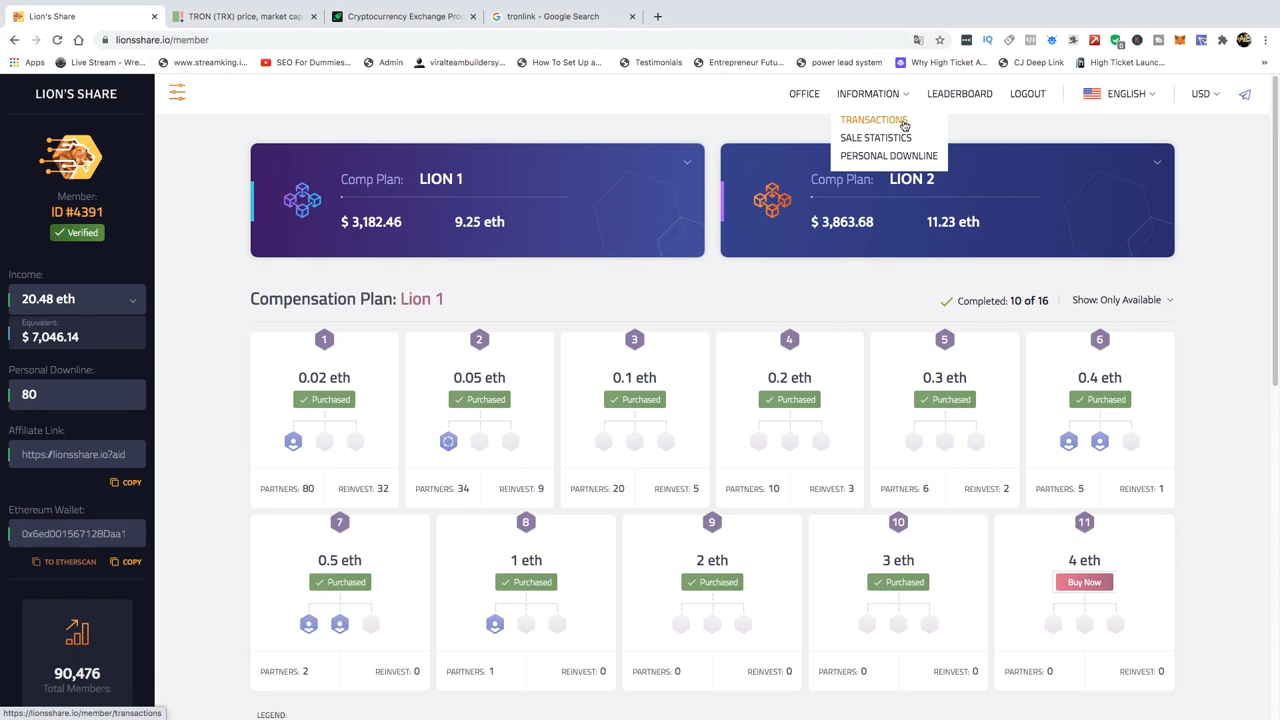 Lion's Share
TRON (TRX) price, market cap
Cryptocurrency Exchange Pro
tronlink - Google Search
lionsshare.io/member
Apps
Live Stream - Wre...
www.streamking.i...
SEO For Dummies...
Admin
viralteambuildersy...
How To Set Up a...
Testimonials
Entrepreneur Futu...
power lead system
Why High Ticket A...
CJ Deep Link
High Ticket Launc...
LION'S SHARE
OFFICE
INFORMATION
LEADERBOARD
LOGOUT
ENGLISH
USD
TRANSACTIONS
SALE STATISTICS
PERSONAL DOWNLINE
Member:
ID #4391
Verified
Comp Plan: LION 1
$ 3,182.46 9.25 eth
Comp Plan: LION 2
$ 3,863.68 11.23 eth
Income:
20.48 eth
Equivalent:
$ 7,046.14
Personal Downline:
80
Affiliate Link:
https://lionsshare.io?aid
COPY
Ethereum Wallet:
0x6ed001567128Daa1
TO ETHERSCAN COPY
90,476
Total Members:
Compensation Plan: Lion 1
Completed: 10 of 16
Show: Only Available
1
0.02 eth
Purchased
PARTNERS: 80 REINVEST: 32
2
0.05 eth
Purchased
PARTNERS: 34 REINVEST: 9
3
0.1 eth
Purchased
PARTNERS: 20 REINVEST: 5
4
0.2 eth
Purchased
PARTNERS: 10 REINVEST: 3
5
0.3 eth
Purchased
PARTNERS: 6 REINVEST: 2
6
0.4 eth
Purchased
PARTNERS: 5 REINVEST: 1
7
0.5 eth
Purchased
PARTNERS: 2 REINVEST: 0
8
1 eth
Purchased
PARTNERS: 1 REINVEST: 0
9
2 eth
Purchased
PARTNERS: 0 REINVEST: 0
10
3 eth
Purchased
PARTNERS: 0 REINVEST: 0
11
4 eth
Buy Now
PARTNERS: 0 REINVEST: 0
LEGEND:
https://lionsshare.io/member/transactions